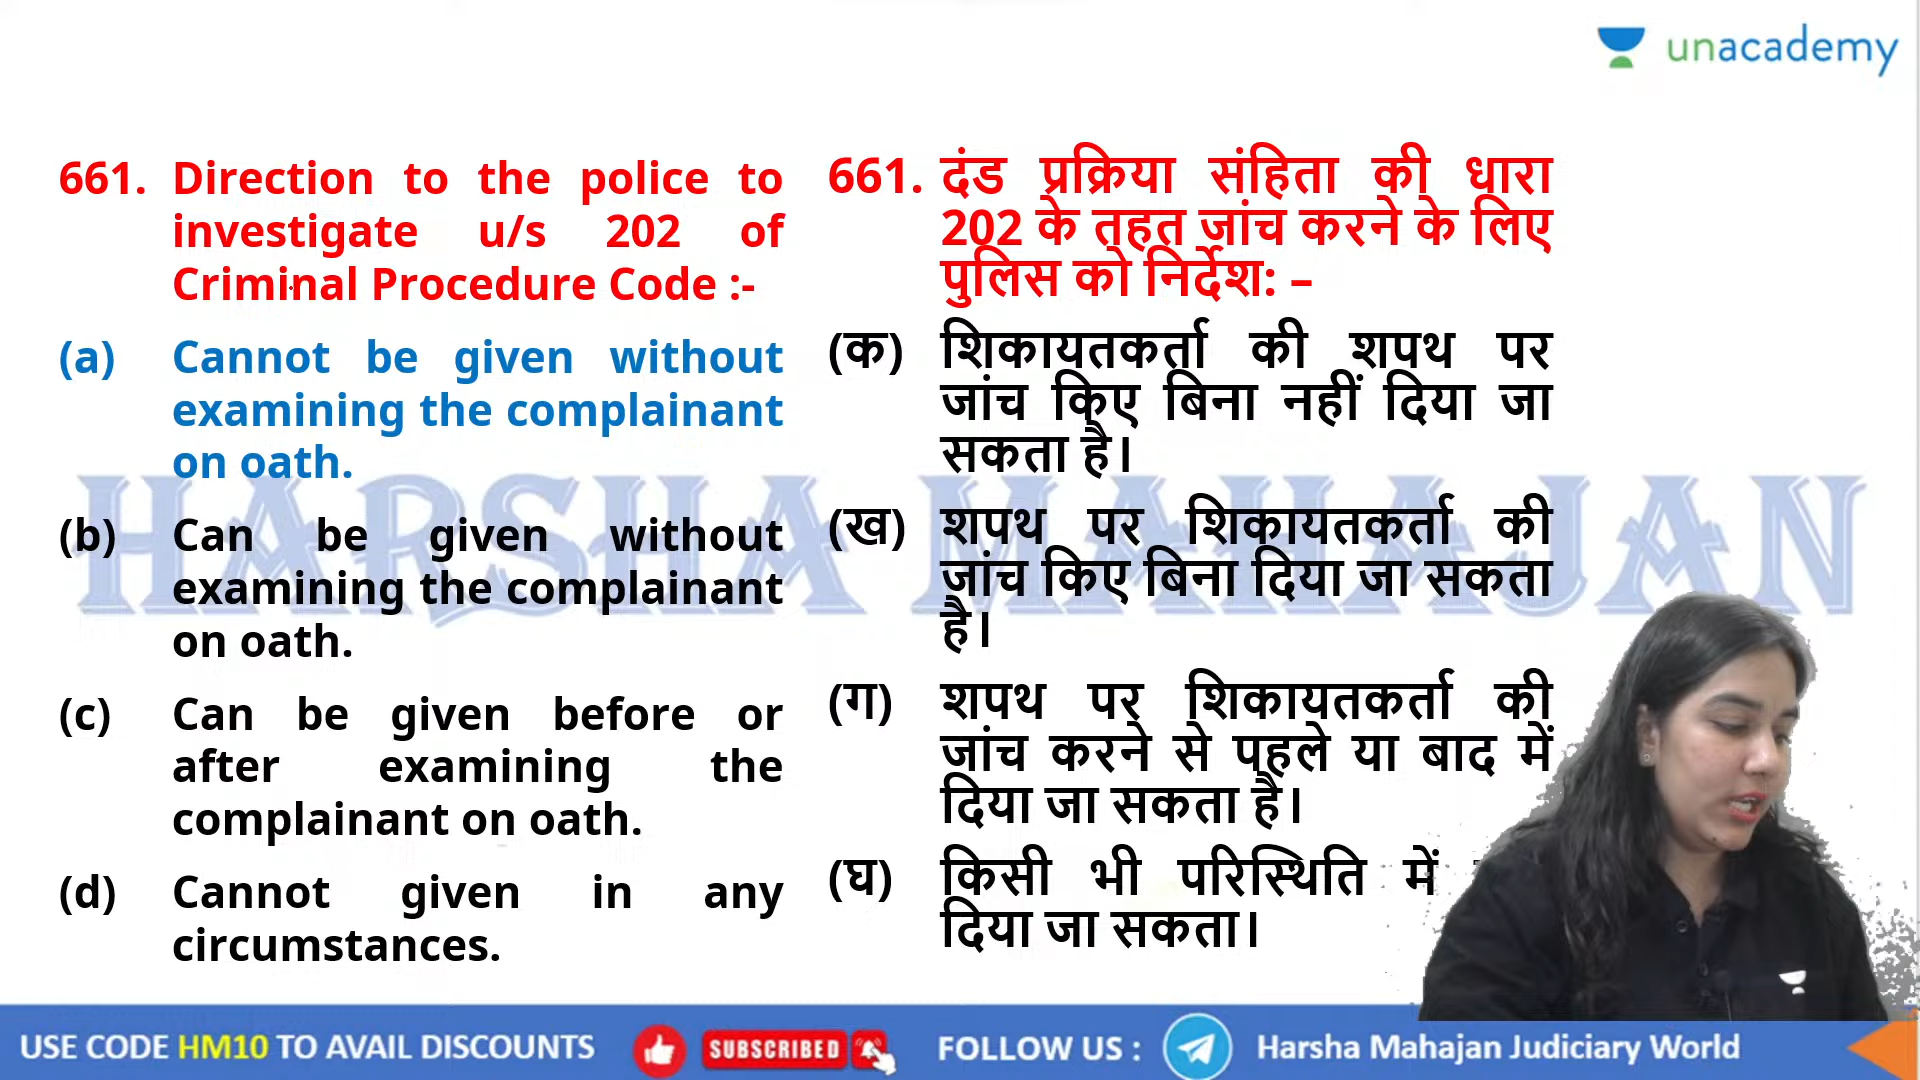 unacademy
661. Direction to the police to
investigate u/s 202 of
Criminal Procedure Code :-
(a) Cannot be given without
examining the complainant
on oath.
(b) Can be given without
examining the complainant
on oath.
(c) Can be given before or
after examining the
complainant on oath.
(d) Cannot given in any
circumstances.
661. दंड प्रक्रिया संहिता की धारा
202 के तहत जांच करने के लिए
पुलिस को निर्देश: –
(क) शिकायतकर्ता की शपथ पर
जांच किए बिना नहीं दिया जा
सकता है।
(ख) शपथ पर शिकायतकर्ता की
जांच किए बिना दिया जा सकता
है।
(ग) शपथ पर शिकायतकर्ता की
जांच करने से पहले या बाद में
दिया जा सकता है।
(घ) किसी भी परिस्थिति में
दिया जा सकता।
HARSHA MAHAJAN
USE CODE HM10 TO AVAIL DISCOUNTS
SUBSCRIBED
FOLLOW US :
Harsha Mahajan Judiciary World